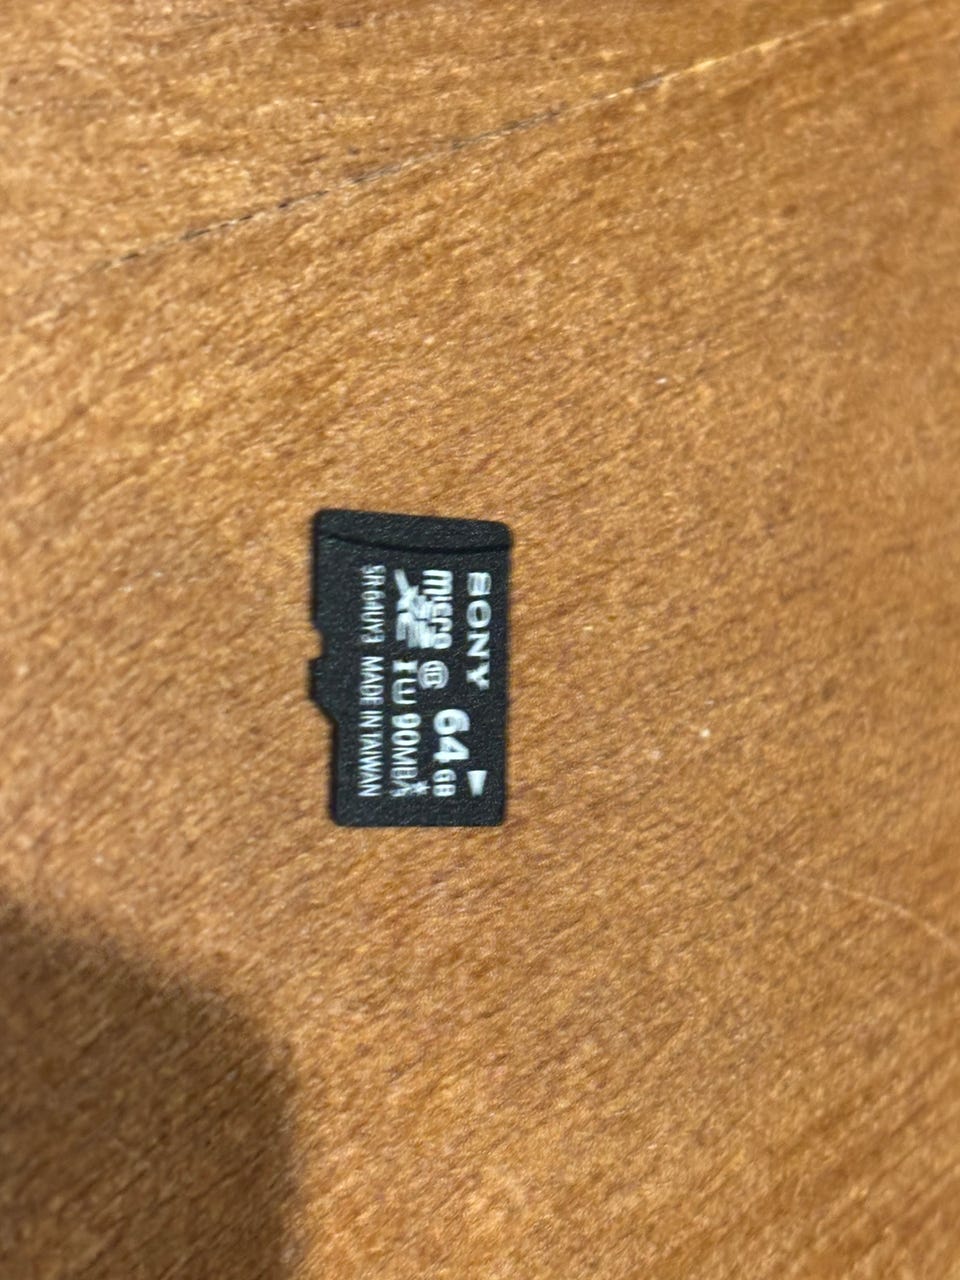 SONY
micro 10 64GB
XC I U 90MB/s*
SR-64UY3 MADE IN TAIWAN